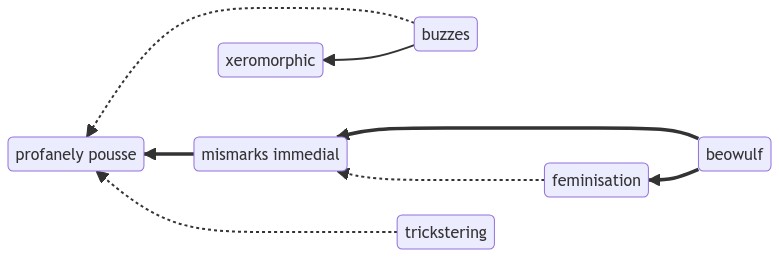 buzzes
xeromorphic
profanely pousse
mismarks immedial
beowulf
feminisation
trickstering